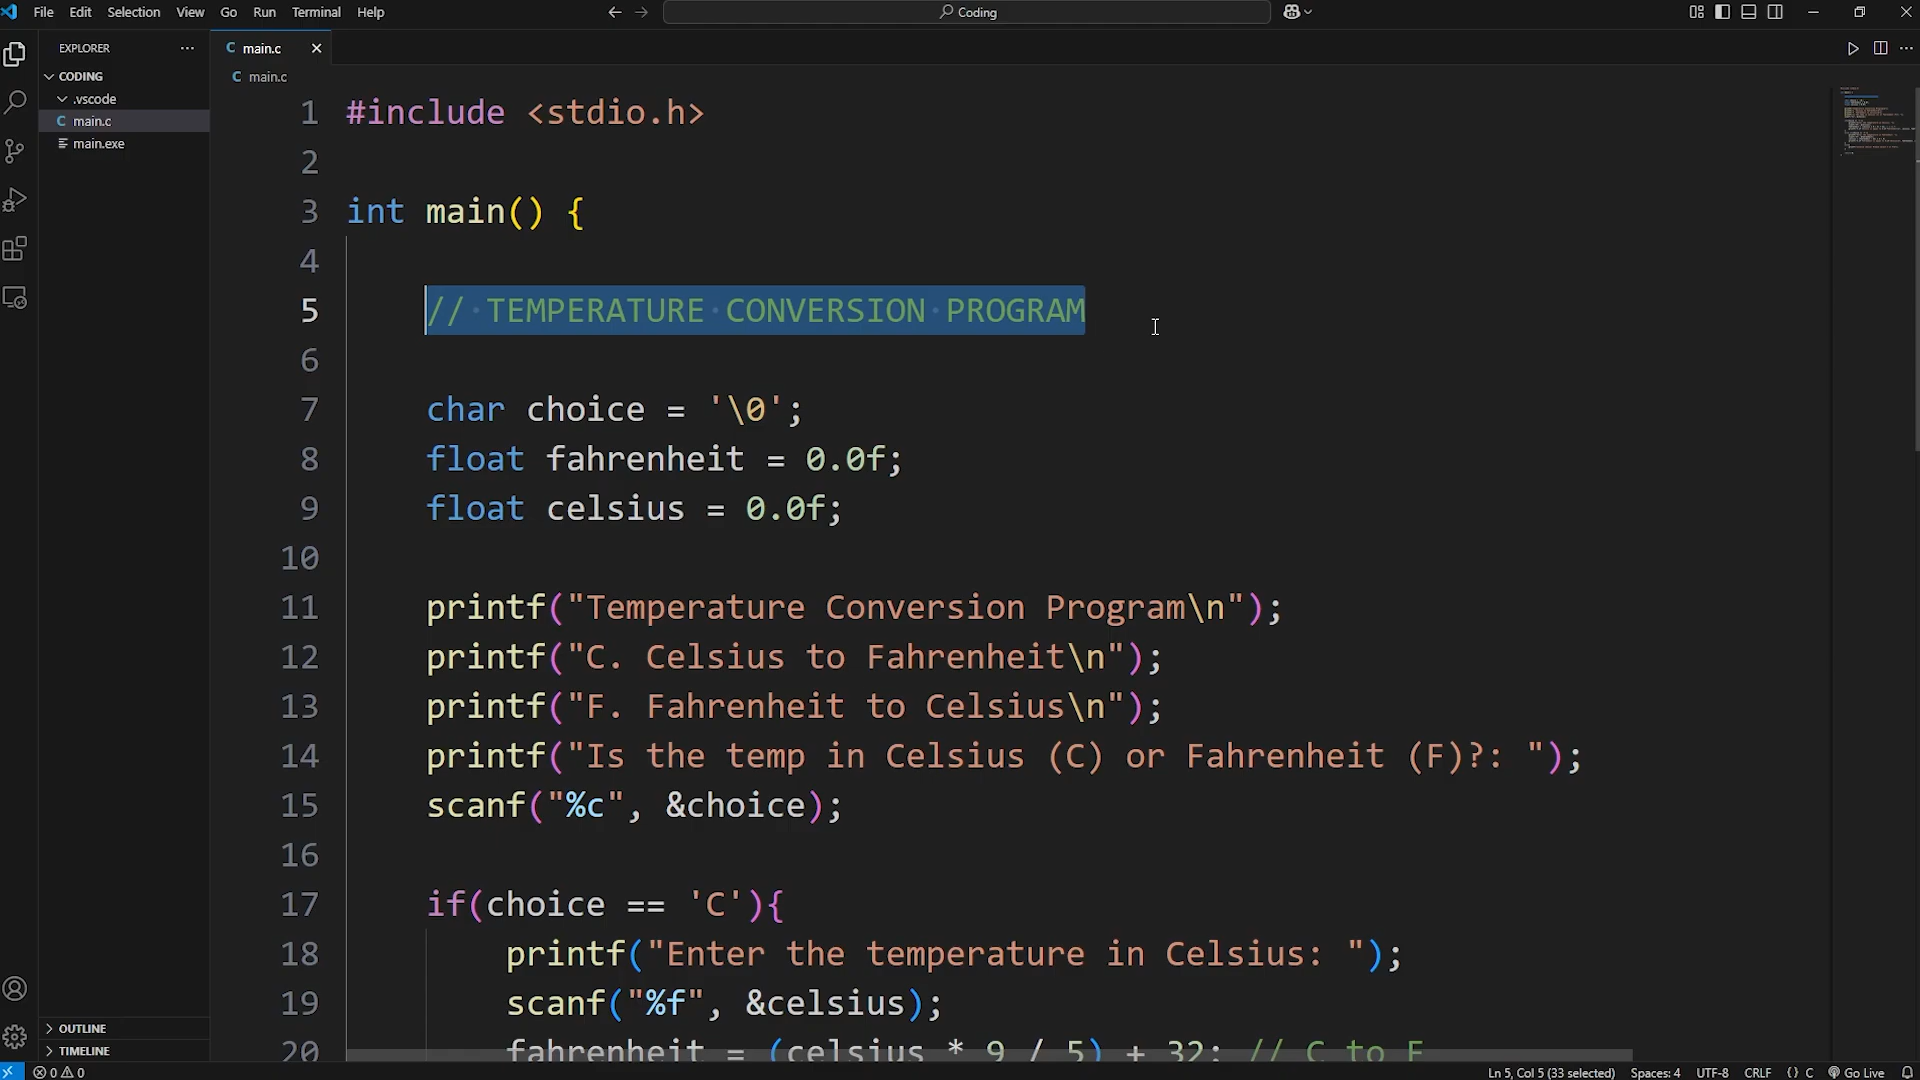 File Edit Selection View Go Run Terminal Help
Coding
EXPLORER
CODING
.vscode
C main.c
main.exe
OUTLINE
TIMELINE
C main.c
C main.c
1 #include <stdio.h>
2
3 int main() {
4
5 // TEMPERATURE CONVERSION PROGRAM
6
7 char choice = '\0';
8 float fahrenheit = 0.0f;
9 float celsius = 0.0f;
10
11 printf("Temperature Conversion Program\n");
12 printf("C. Celsius to Fahrenheit\n");
13 printf("F. Fahrenheit to Celsius\n");
14 printf("Is the temp in Celsius (C) or Fahrenheit (F)?: ");
15 scanf("%c", &choice);
16
17 if(choice == 'C'){
18 printf("Enter the temperature in Celsius: ");
19 scanf("%f", &celsius);
20 fahrenheit = (celsius * 9 / 5) + 32; // C to F
0 0
Ln 5, Col 5 (33 selected) Spaces: 4 UTF-8 CRLF {} C Go Live